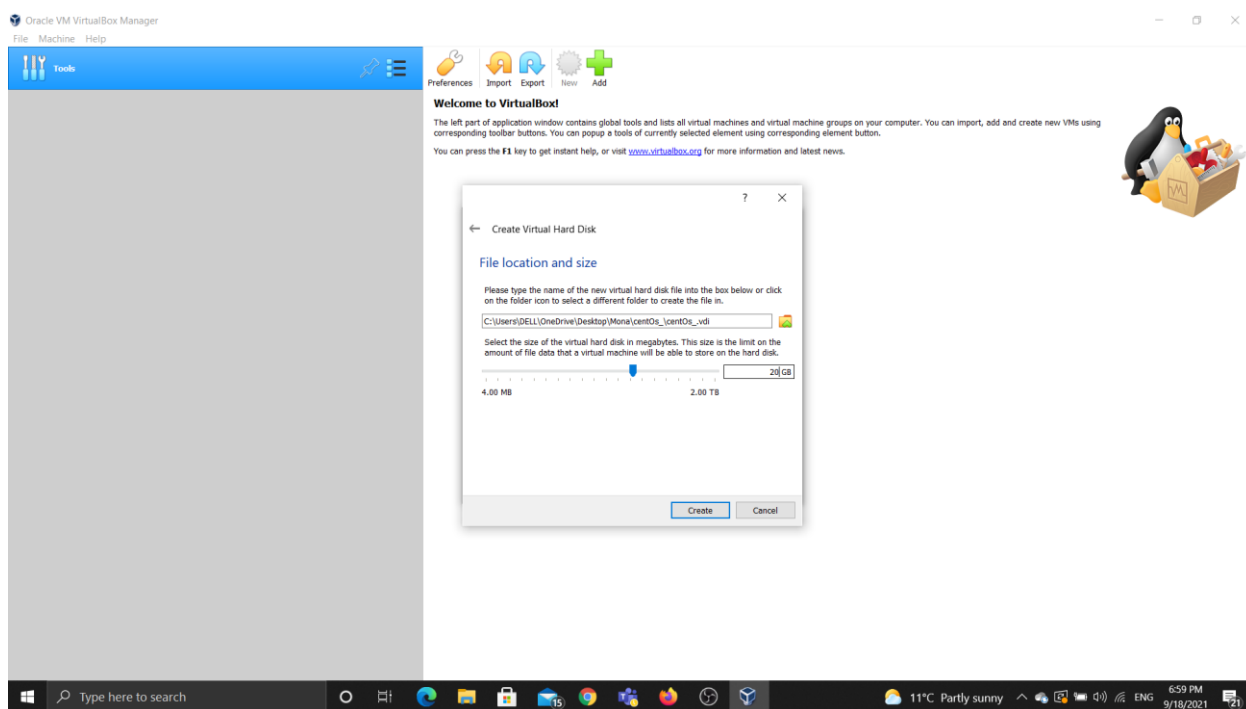 Oracle VM VirtualBox Manager
File Machine Help
Tools
Preferences Import Export New Add
Welcome to VirtualBox!
The left part of application window contains global tools and lists all virtual machines and virtual machine groups on your computer. You can import, add and create new VMs using
corresponding toolbar buttons. You can popup a tools of currently selected element using corresponding element button.
You can press the F1 key to get instant help, or visit www.virtualbox.org for more information and latest news.
?
Create Virtual Hard Disk
File location and size
Please type the name of the new virtual hard disk file into the box below or click
on the folder icon to select a different folder to create the file in.
C:\Users\DELL\OneDrive\Desktop\Mona\centOs_\centOs_.vdi
Select the size of the virtual hard disk in megabytes. This size is the limit on the
amount of file data that a virtual machine will be able to store on the hard disk.
20 GB
4.00 MB 2.00 TB
Create Cancel
Type here to search
15
11°C Partly sunny
ENG
6:59 PM
9/18/2021
21